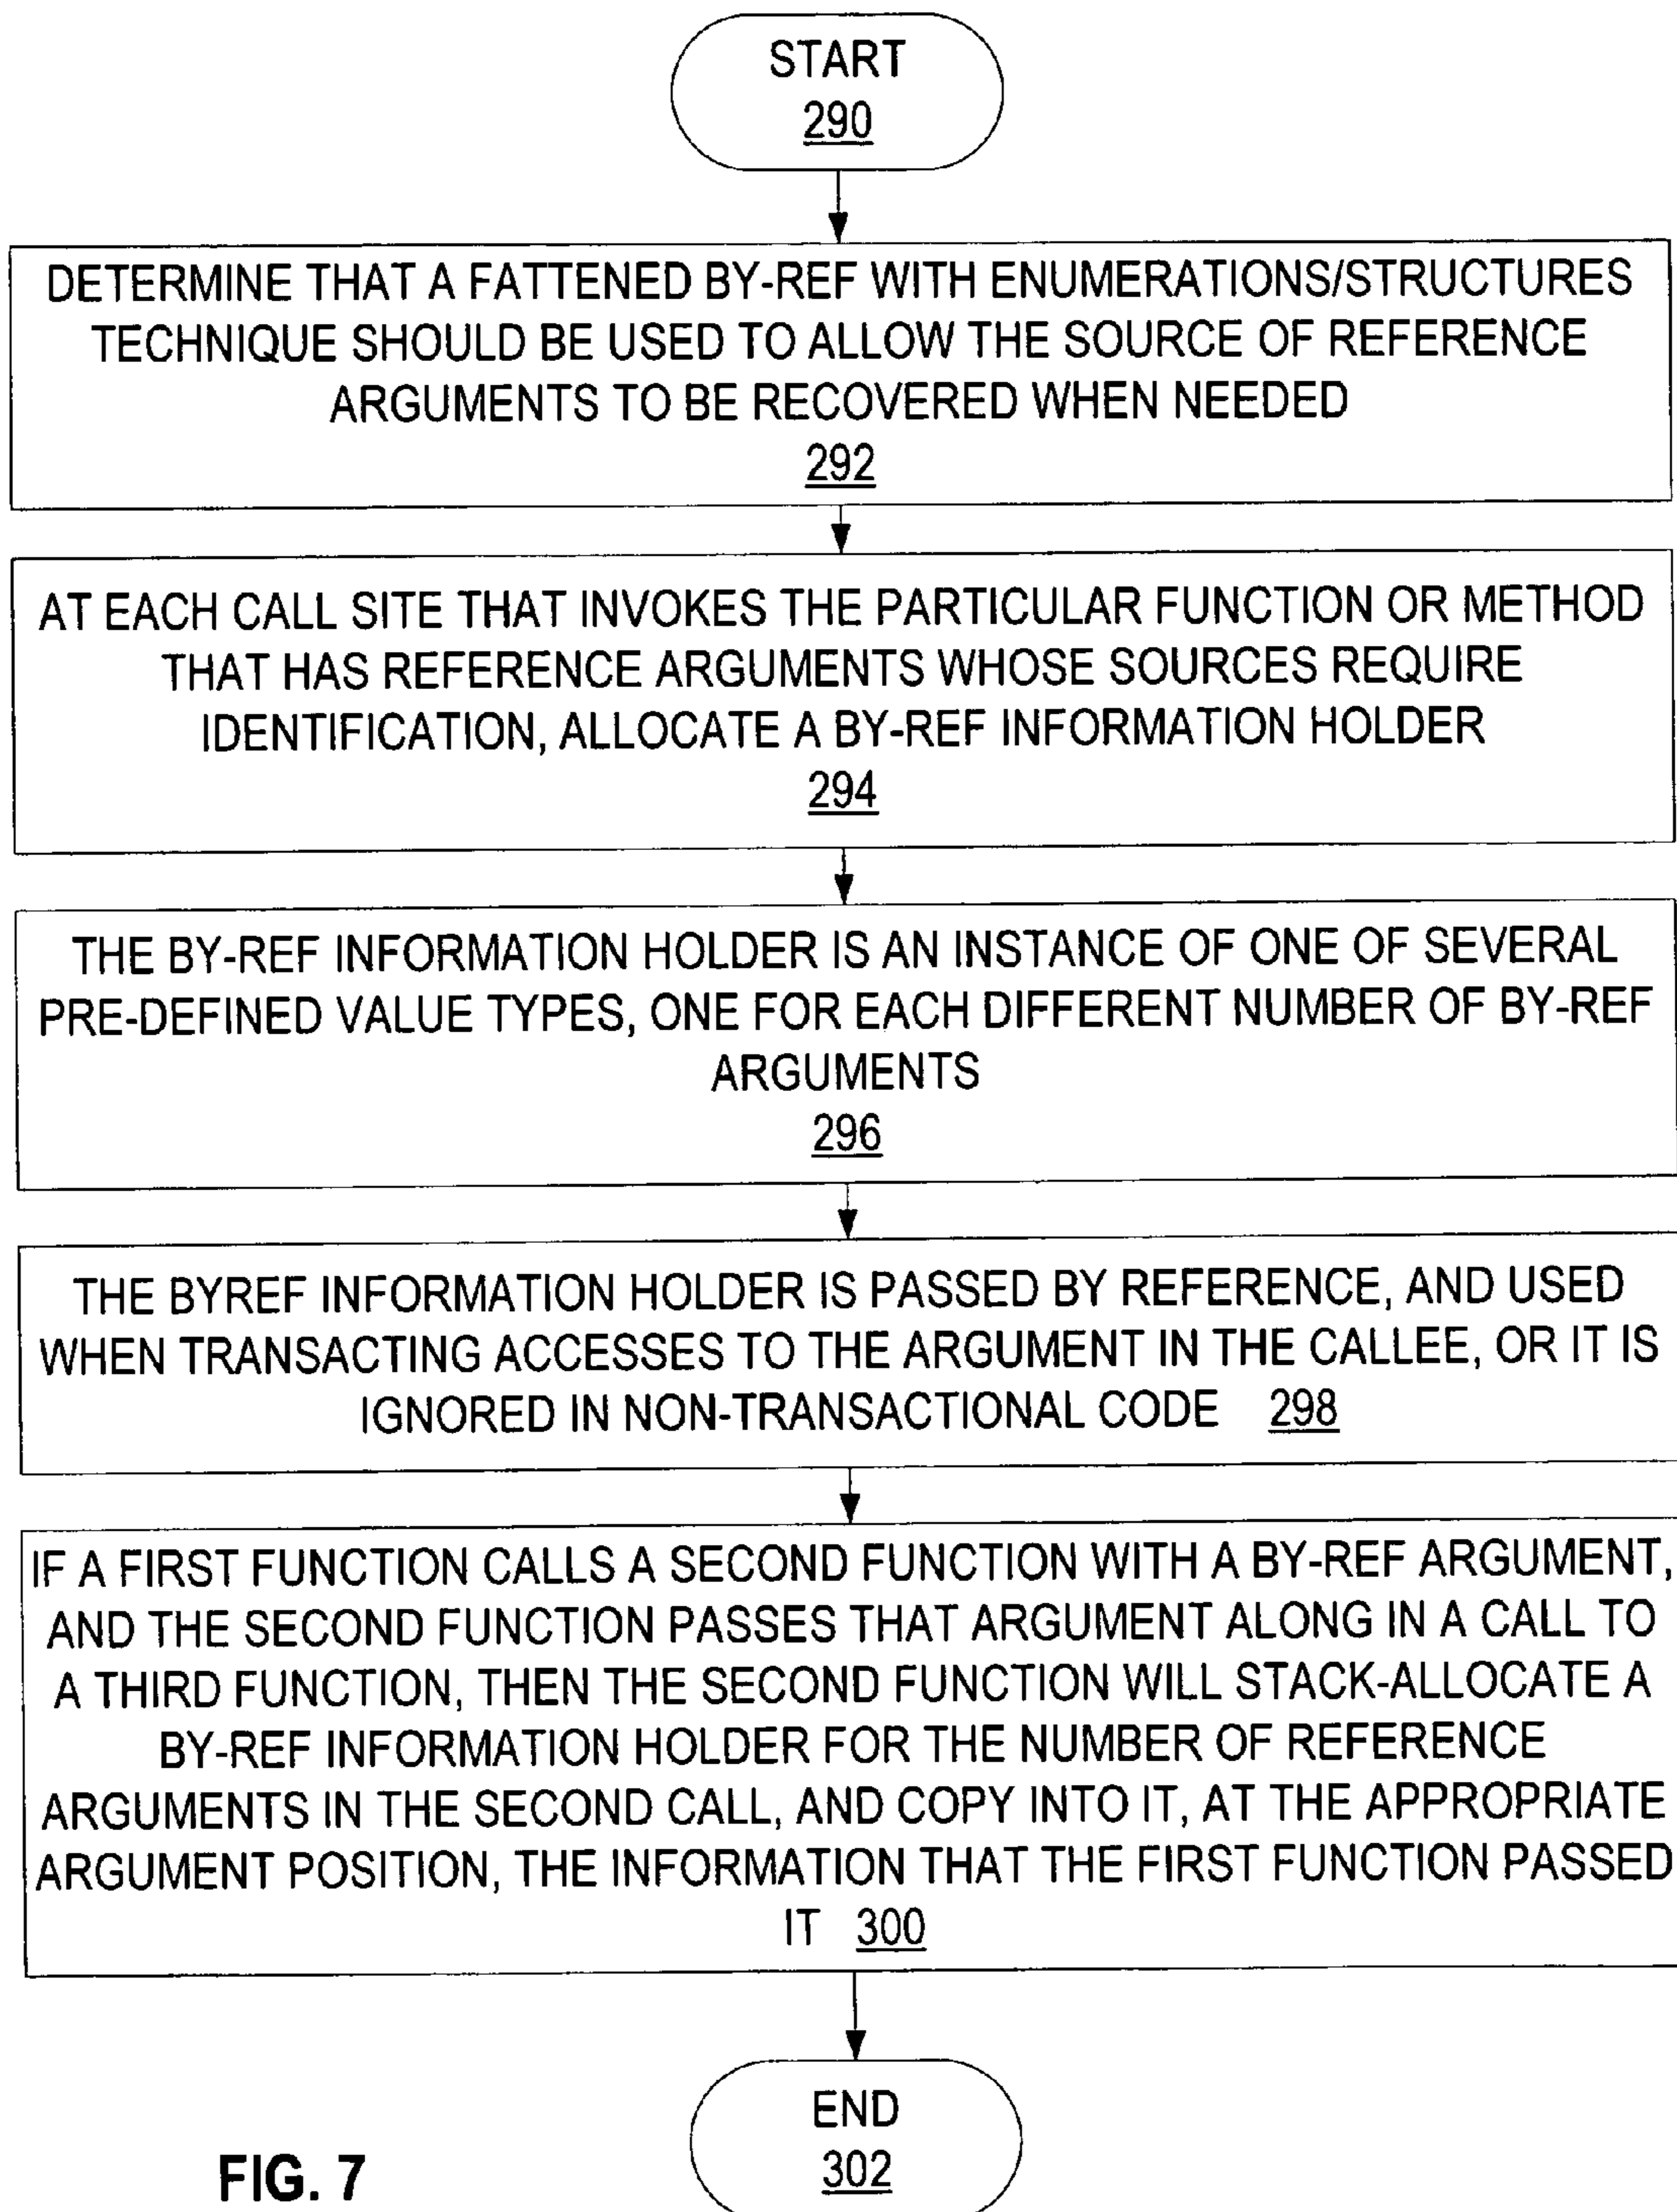 START
290
DETERMINE THAT A FATTENED BY-REF WITH ENUMERATIONS/STRUCTURES
TECHNIQUE SHOULD BE USED TO ALLOW THE SOURCE OF REFERENCE
ARGUMENTS TO BE RECOVERED WHEN NEEDED
292
AT EACH CALL SITE THAT INVOKES THE PARTICULAR FUNCTION OR METHOD
THAT HAS REFERENCE ARGUMENTS WHOSE SOURCES REQUIRE
IDENTIFICATION, ALLOCATE A BY-REF INFORMATION HOLDER
294
THE BY-REF INFORMATION HOLDER IS AN INSTANCE OF ONE OF SEVERAL
PRE-DEFINED VALUE TYPES, ONE FOR EACH DIFFERENT NUMBER OF BY-REF
ARGUMENTS
296
THE BYREF INFORMATION HOLDER IS PASSED BY REFERENCE, AND USED
WHEN TRANSACTING ACCESSES TO THE ARGUMENT IN THE CALLEE, OR IT IS
IGNORED IN NON-TRANSACTIONAL CODE 298
IF A FIRST FUNCTION CALLS A SECOND FUNCTION WITH A BY-REF ARGUMENT,
AND THE SECOND FUNCTION PASSES THAT ARGUMENT ALONG IN A CALL TO
A THIRD FUNCTION, THEN THE SECOND FUNCTION WILL STACK-ALLOCATE A
BY-REF INFORMATION HOLDER FOR THE NUMBER OF REFERENCE
ARGUMENTS IN THE SECOND CALL, AND COPY INTO IT, AT THE APPROPRIATE
ARGUMENT POSITION, THE INFORMATION THAT THE FIRST FUNCTION PASSED
IT 300
END
302
FIG. 7